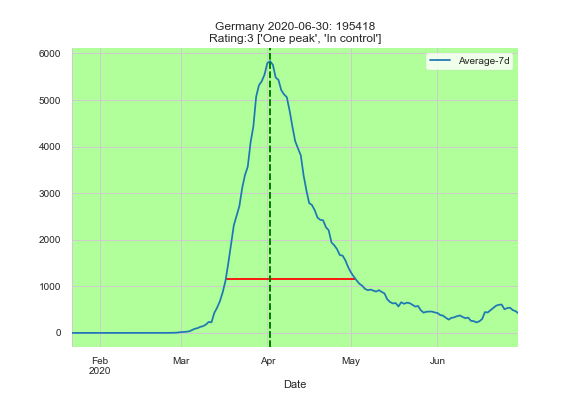 Germany 2020-06-30: 195418
Rating:3 ['One peak', 'In control']
Average-7d
6000
5000
4000
3000
2000
1000
0
Feb
2020
Mar
Apr
May
Jun
Date